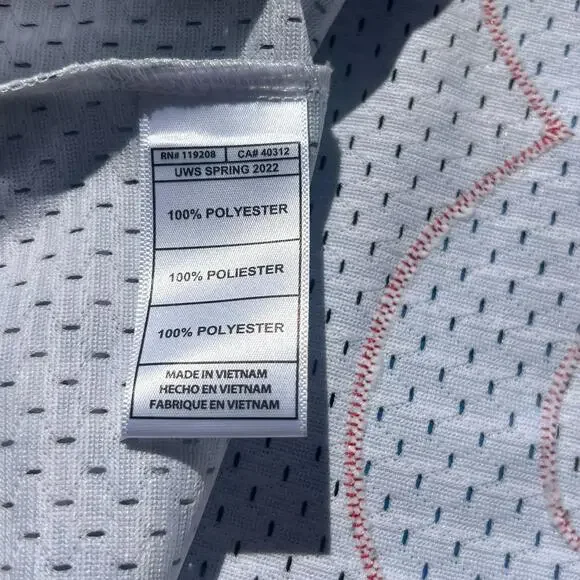 RN# 119208 CA# 40312
UWS SPRING 2022
100% POLYESTER
100% POLIESTER
100% POLYESTER
MADE IN VIETNAM
HECHO EN VIETNAM
FABRIQUE EN VIETNAM